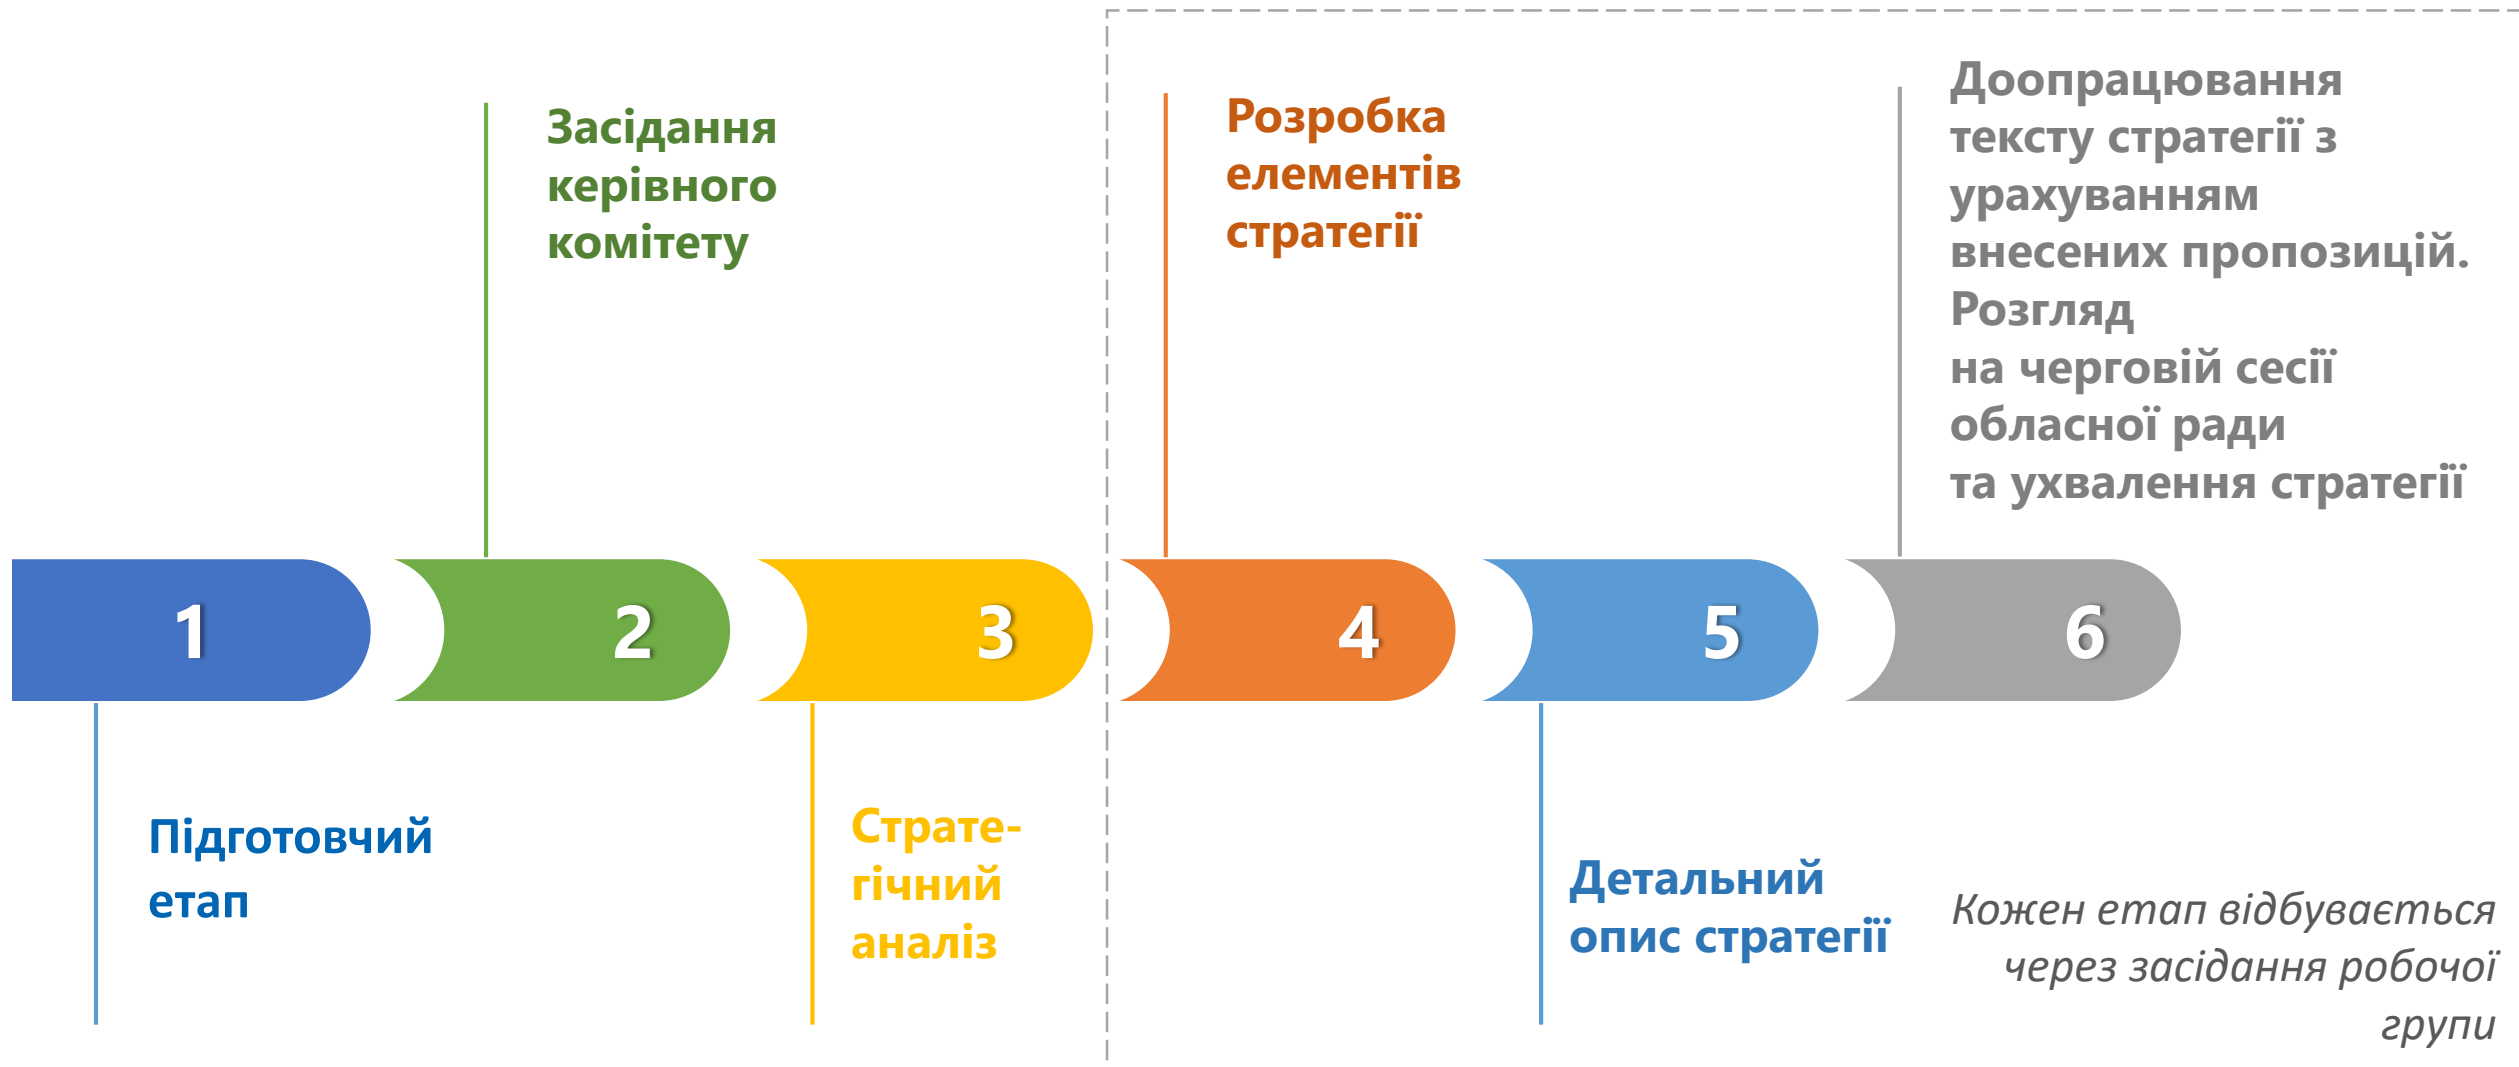 Засідання
керівного
комітету
Розробка
елементів
стратегії
Доопрацювання
тексту стратегії з
урахуванням
внесених пропозицій.
Розгляд
на черговій сесії
обласної ради
та ухвалення стратегії
1
2
3
4
5
6
Підготовчий
етап
Страте-
гічний
аналіз
Детальний
опис стратегії
Кожен етап відбувається
через засідання робочої
групи